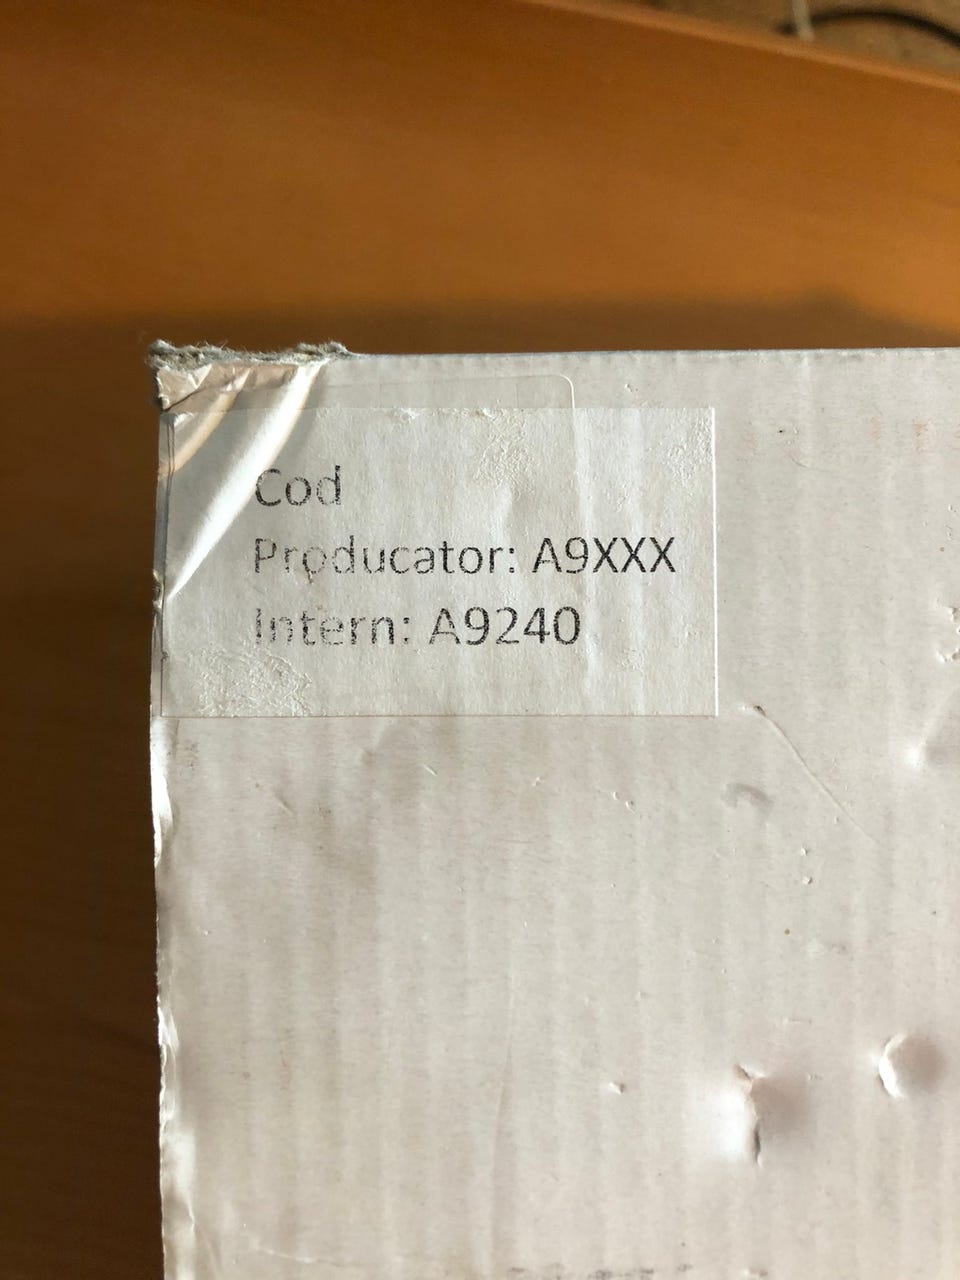 Cod
Producator: A9XXX
Intern: A9240